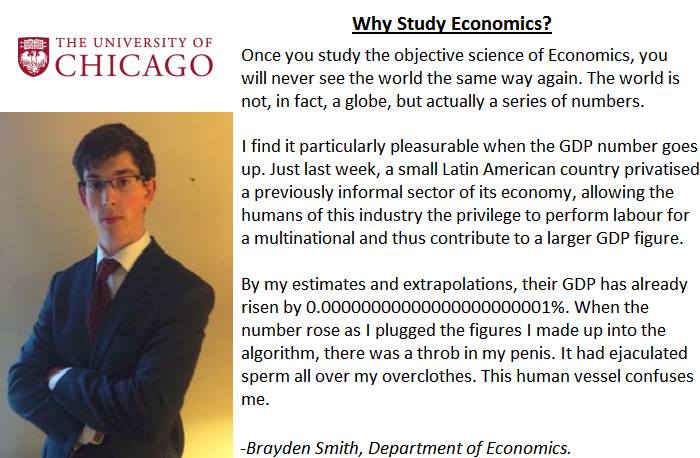 Why Study Economics?
THE UNIVERSITY OF
CHICAGO
Once you study the objective science of Economics, you
will never see the world the same way again. The world is
not, in fact, a globe, but actually a series of numbers.
I find it particularly pleasurable when the GDP number goes
up. Just last week, a small Latin American country privatised
a previously informal sector of its economy, allowing the
humans of this industry the privilege to perform labour for
a multinational and thus contribute to a larger GDP figure.
By my estimates and extrapolations, their GDP has already
risen by 0.00000000000000000000001%. When the
number rose as I plugged the figures I made up into the
algorithm, there was a throb in my penis. It had ejaculated
sperm all over my overclothes. This human vessel confuses
me.
-Brayden Smith, Department of Economics.